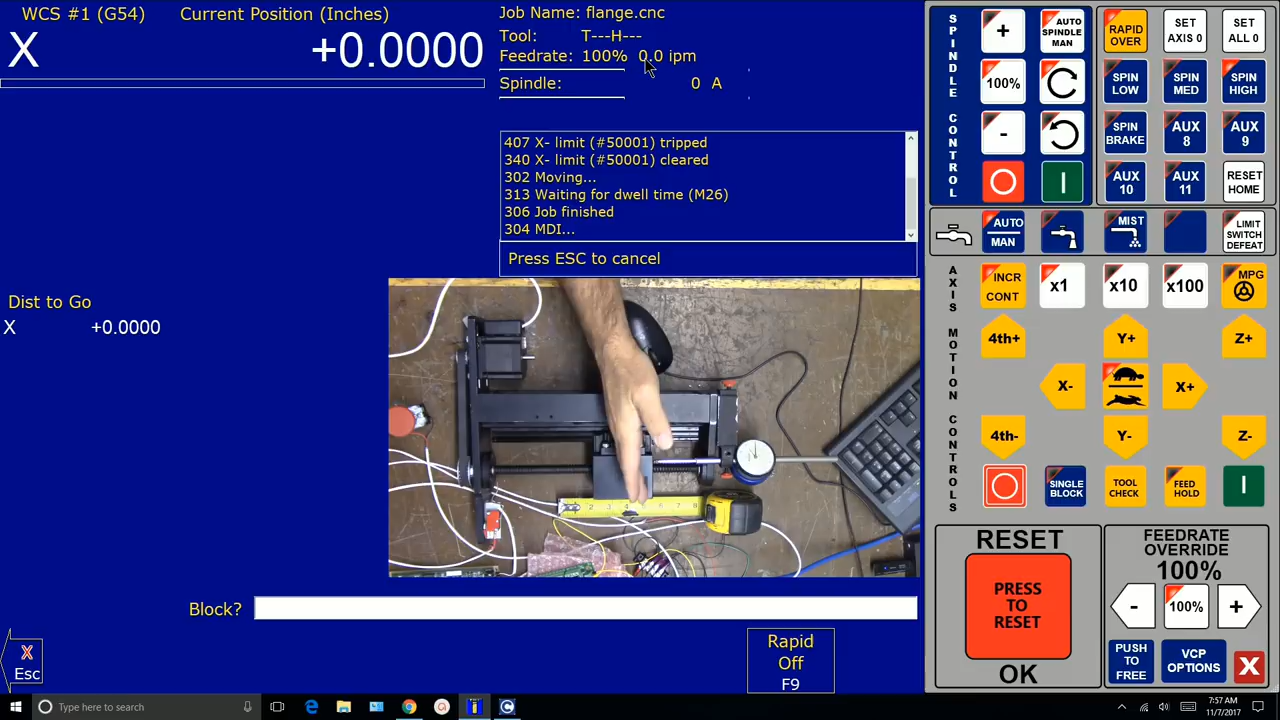 WCS #1 (G54) Current Position (Inches)
X +0.0000
Job Name: flange.cnc
Tool: T---H---
Feedrate: 100% 0.0 ipm
Spindle: 0 A
407 X- limit (#50001) tripped
340 X- limit (#50001) cleared
302 Moving...
313 Waiting for dwell time (M26)
306 Job finished
304 MDI...
Press ESC to cancel
Dist to Go
X +0.0000
Block?
X
Esc
Rapid
Off
F9
SPINDLE CONTROL
+
AUTO
SPINDLE
MAN
100%
-
RAPID
OVER
SET
AXIS 0
SET
ALL 0
SPIN
LOW
SPIN
MED
SPIN
HIGH
SPIN
BRAKE
AUX
8
AUX
9
AUX
10
AUX
11
RESET
HOME
AUTO
MAN
MIST
LIMIT
SWITCH
DEFEAT
AXIS MOTION CONTROLS
INCR
CONT
x1
x10
x100
MPG
4th+
Y+
Z+
X-
X+
4th-
Y-
Z-
SINGLE
BLOCK
TOOL
CHECK
FEED
HOLD
RESET
PRESS
TO
RESET
OK
FEEDRATE
OVERRIDE
100%
-
100%
+
PUSH
TO
FREE
VCP
OPTIONS
X
Type here to search
7:57 AM
11/7/2017